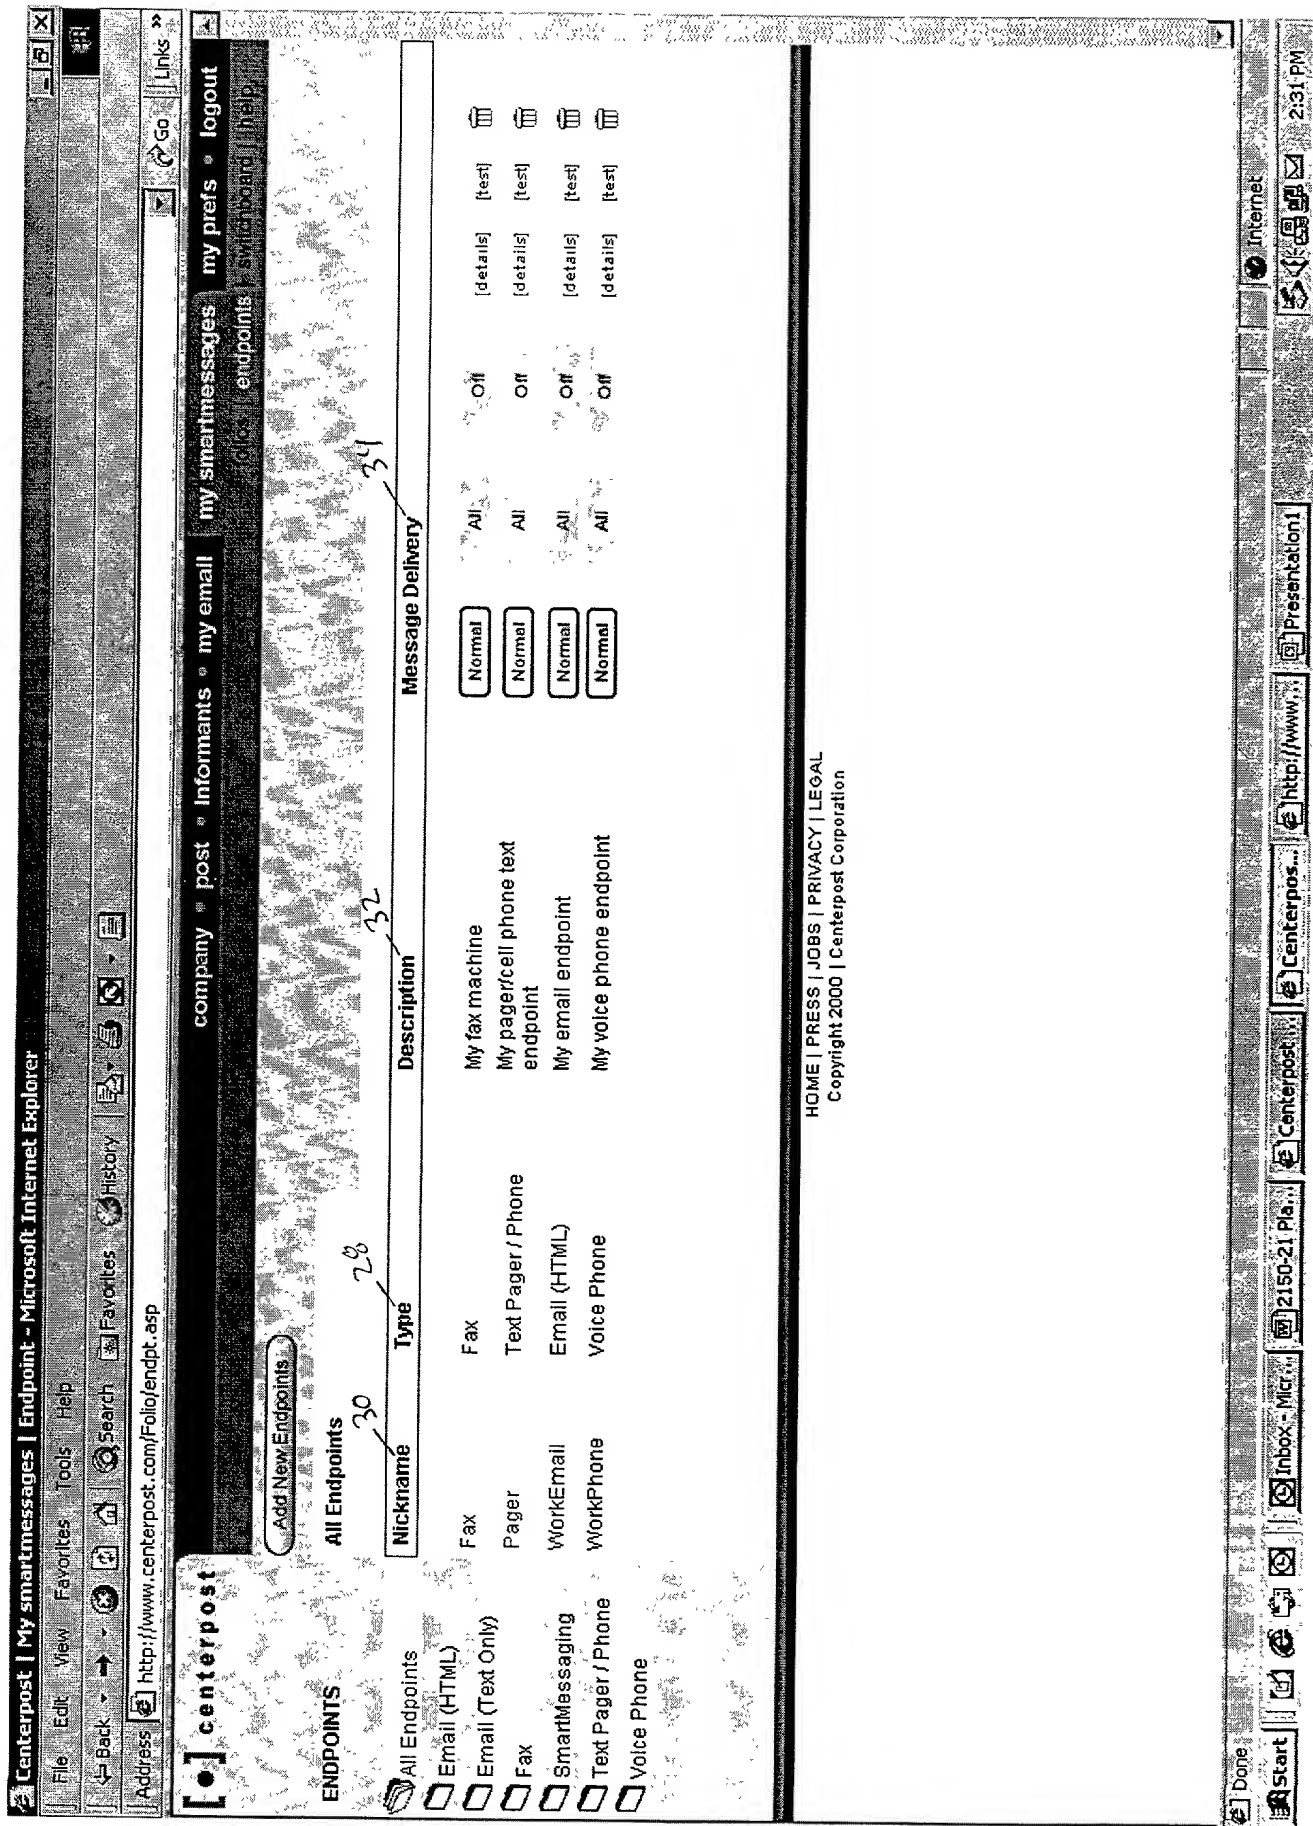 Centerpost | My smartmessages | Endpoint - Microsoft Internet Explorer
File Edit View Favorites Tools Help
Back Search Favorites History
Address http://www.centerpost.com/Folio/endpt.asp Go Links »
[•] centerpost company • post • Informants • my email my smartmessages my prefs • logout
folios | endpoints | switchboard | help
Add New Endpoints
ENDPOINTS
All Endpoints
Email (HTML)
Email (Text Only)
Fax
SmartMessaging
Text Pager / Phone
Voice Phone
All Endpoints
30 28 32 34
Nickname Type Description Message Delivery
Fax Fax My fax machine Normal All Off [details] [test]
Pager Text Pager / Phone My pager/cell phone text endpoint Normal All Off [details] [test]
WorkEmail Email (HTML) My email endpoint Normal All Off [details] [test]
WorkPhone Voice Phone My voice phone endpoint Normal All Off [details] [test]
HOME | PRESS | JOBS | PRIVACY | LEGAL
Copyright 2000 | Centerpost Corporation
Done Internet
Start Inbox - Micr... 2150-21 Pla... Centerpost... Centerpos... http://www... Presentation1 2:31 PM